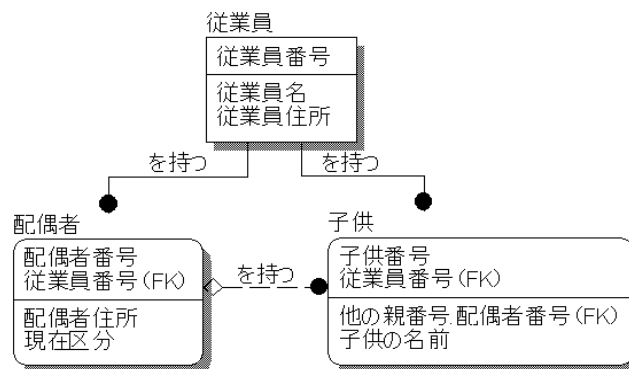 従業員
従業員番号
従業員名
従業員住所
を持つ
を持つ
配偶者
配偶者番号
従業員番号(FK)
配偶者住所
現在区分
を持つ
子供
子供番号
従業員番号(FK)
他の親番号.配偶者番号(FK)
子供の名前